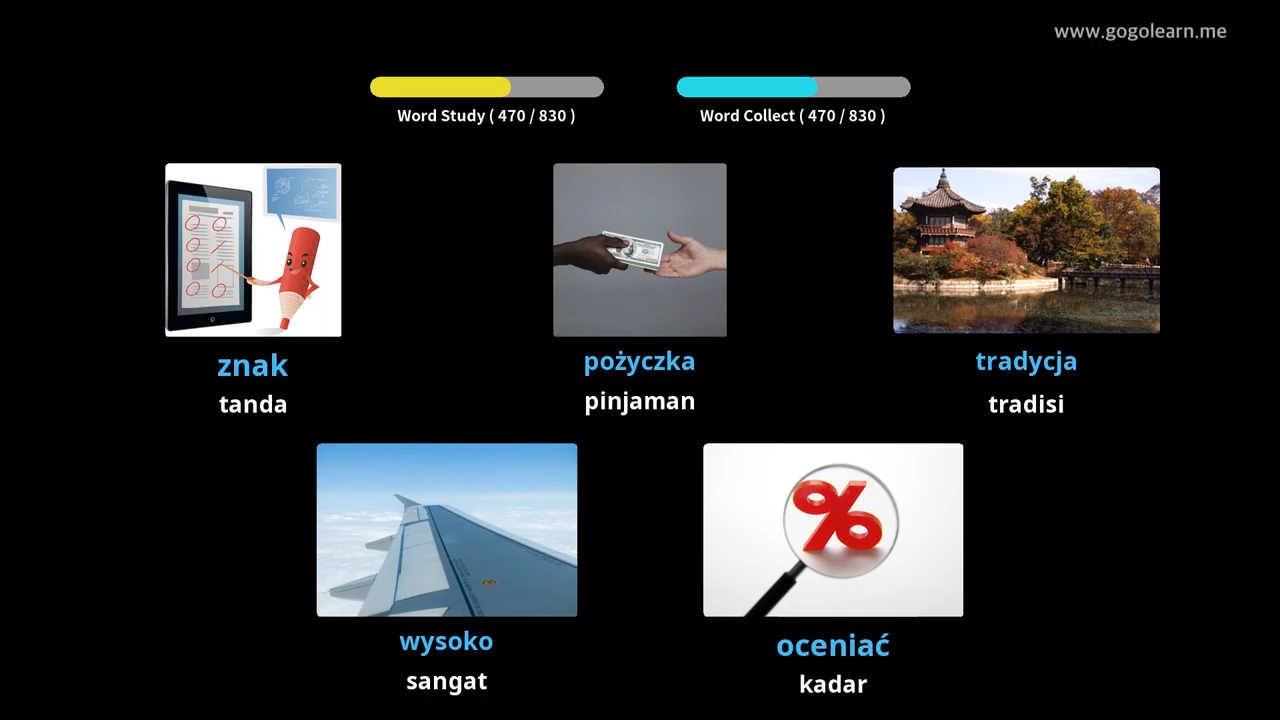 www.gogolearn.me
Word Study ( 470 / 830 )
Word Collect ( 470 / 830 )
znak
tanda
pożyczka
pinjaman
tradycja
tradisi
wysoko
sangat
oceniać
kadar